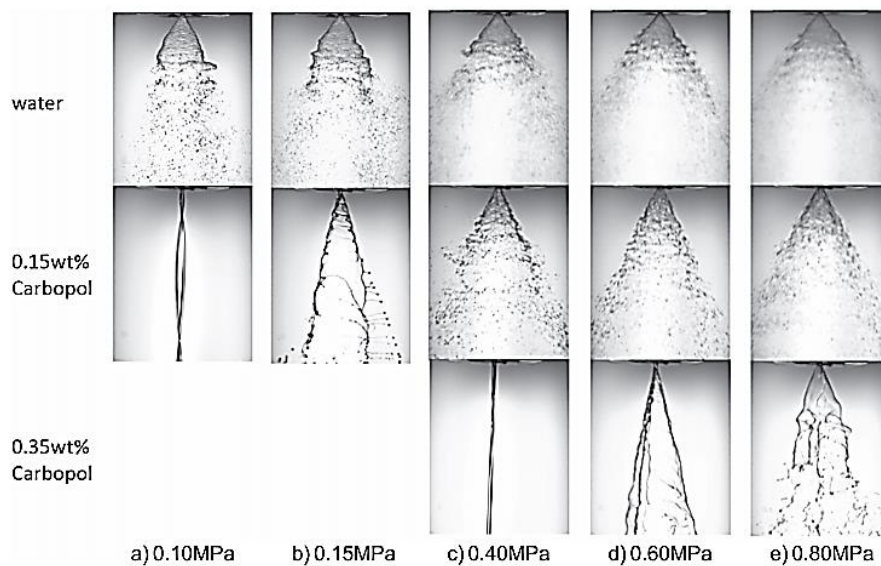 water
0.15wt%
Carbopol
0.35wt%
Carbopol
a) 0.10MPa b) 0.15MPa c) 0.40MPa d) 0.60MPa e) 0.80MPa